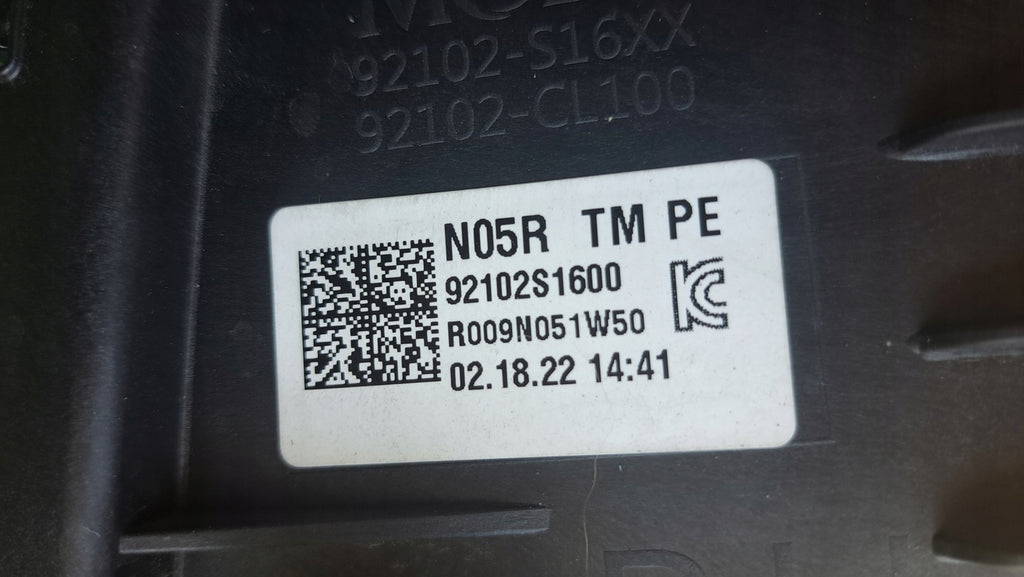 92102-S16XX
92102-CL100
N05R TM PE
92102S1600
R009N051W50
02.18.22 14:41